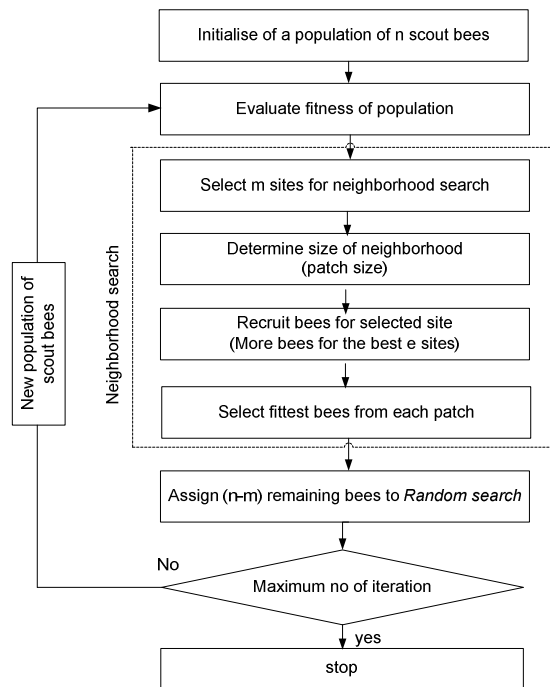 Initialise of a population of n scout bees
Evaluate fitness of population
Select m sites for neighborhood search
Determine size of neighborhood
(patch size)
Recruit bees for selected site
(More bees for the best e sites)
Select fittest bees from each patch
Neighborhood search
New population of
scout bees
Assign (n-m) remaining bees to Random search
No
Maximum no of iteration
yes
stop